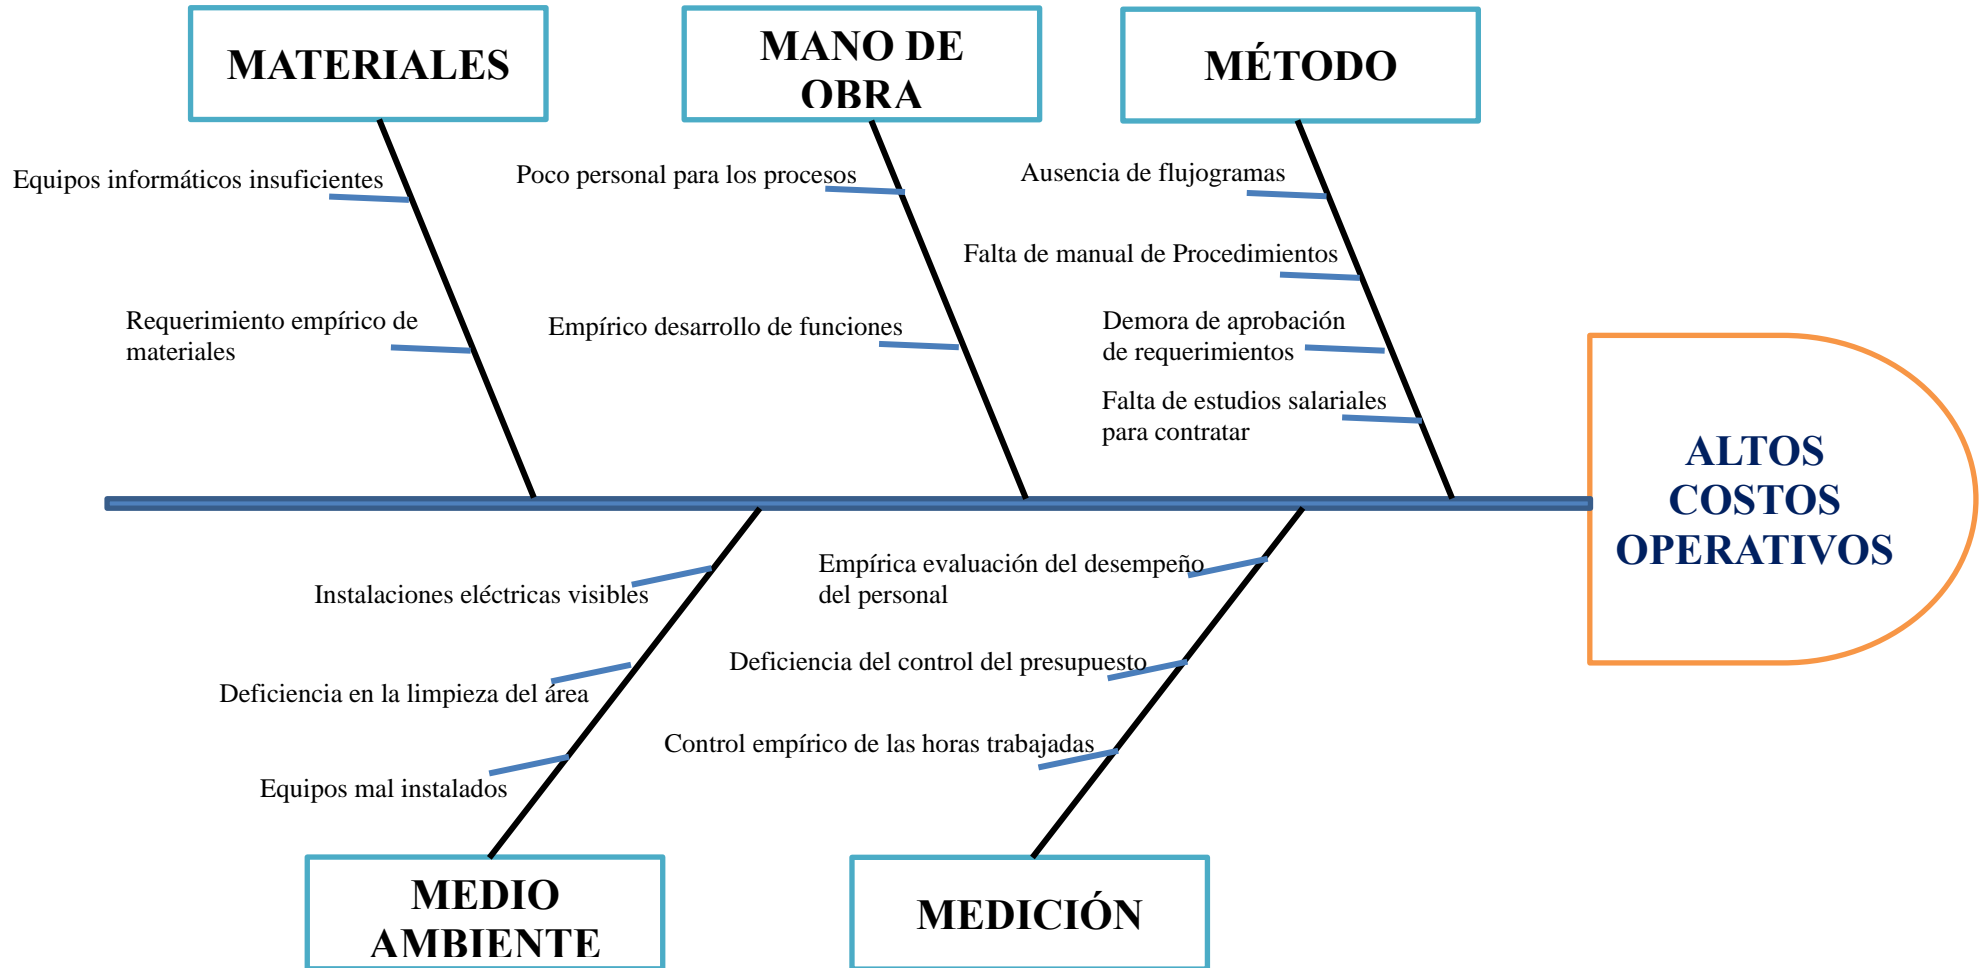 MATERIALES
MANO DE
OBRA
MÉTODO
Equipos informáticos insuficientes
Requerimiento empírico de
materiales
Poco personal para los procesos
Empírico desarrollo de funciones
Ausencia de flujogramas
Falta de manual de Procedimientos
Demora de aprobación
de requerimientos
Falta de estudios salariales
para contratar
ALTOS
COSTOS
OPERATIVOS
Instalaciones eléctricas visibles
Deficiencia en la limpieza del área
Equipos mal instalados
Empírica evaluación del desempeño
del personal
Deficiencia del control del presupuesto
Control empírico de las horas trabajadas
MEDIO
AMBIENTE
MEDICIÓN